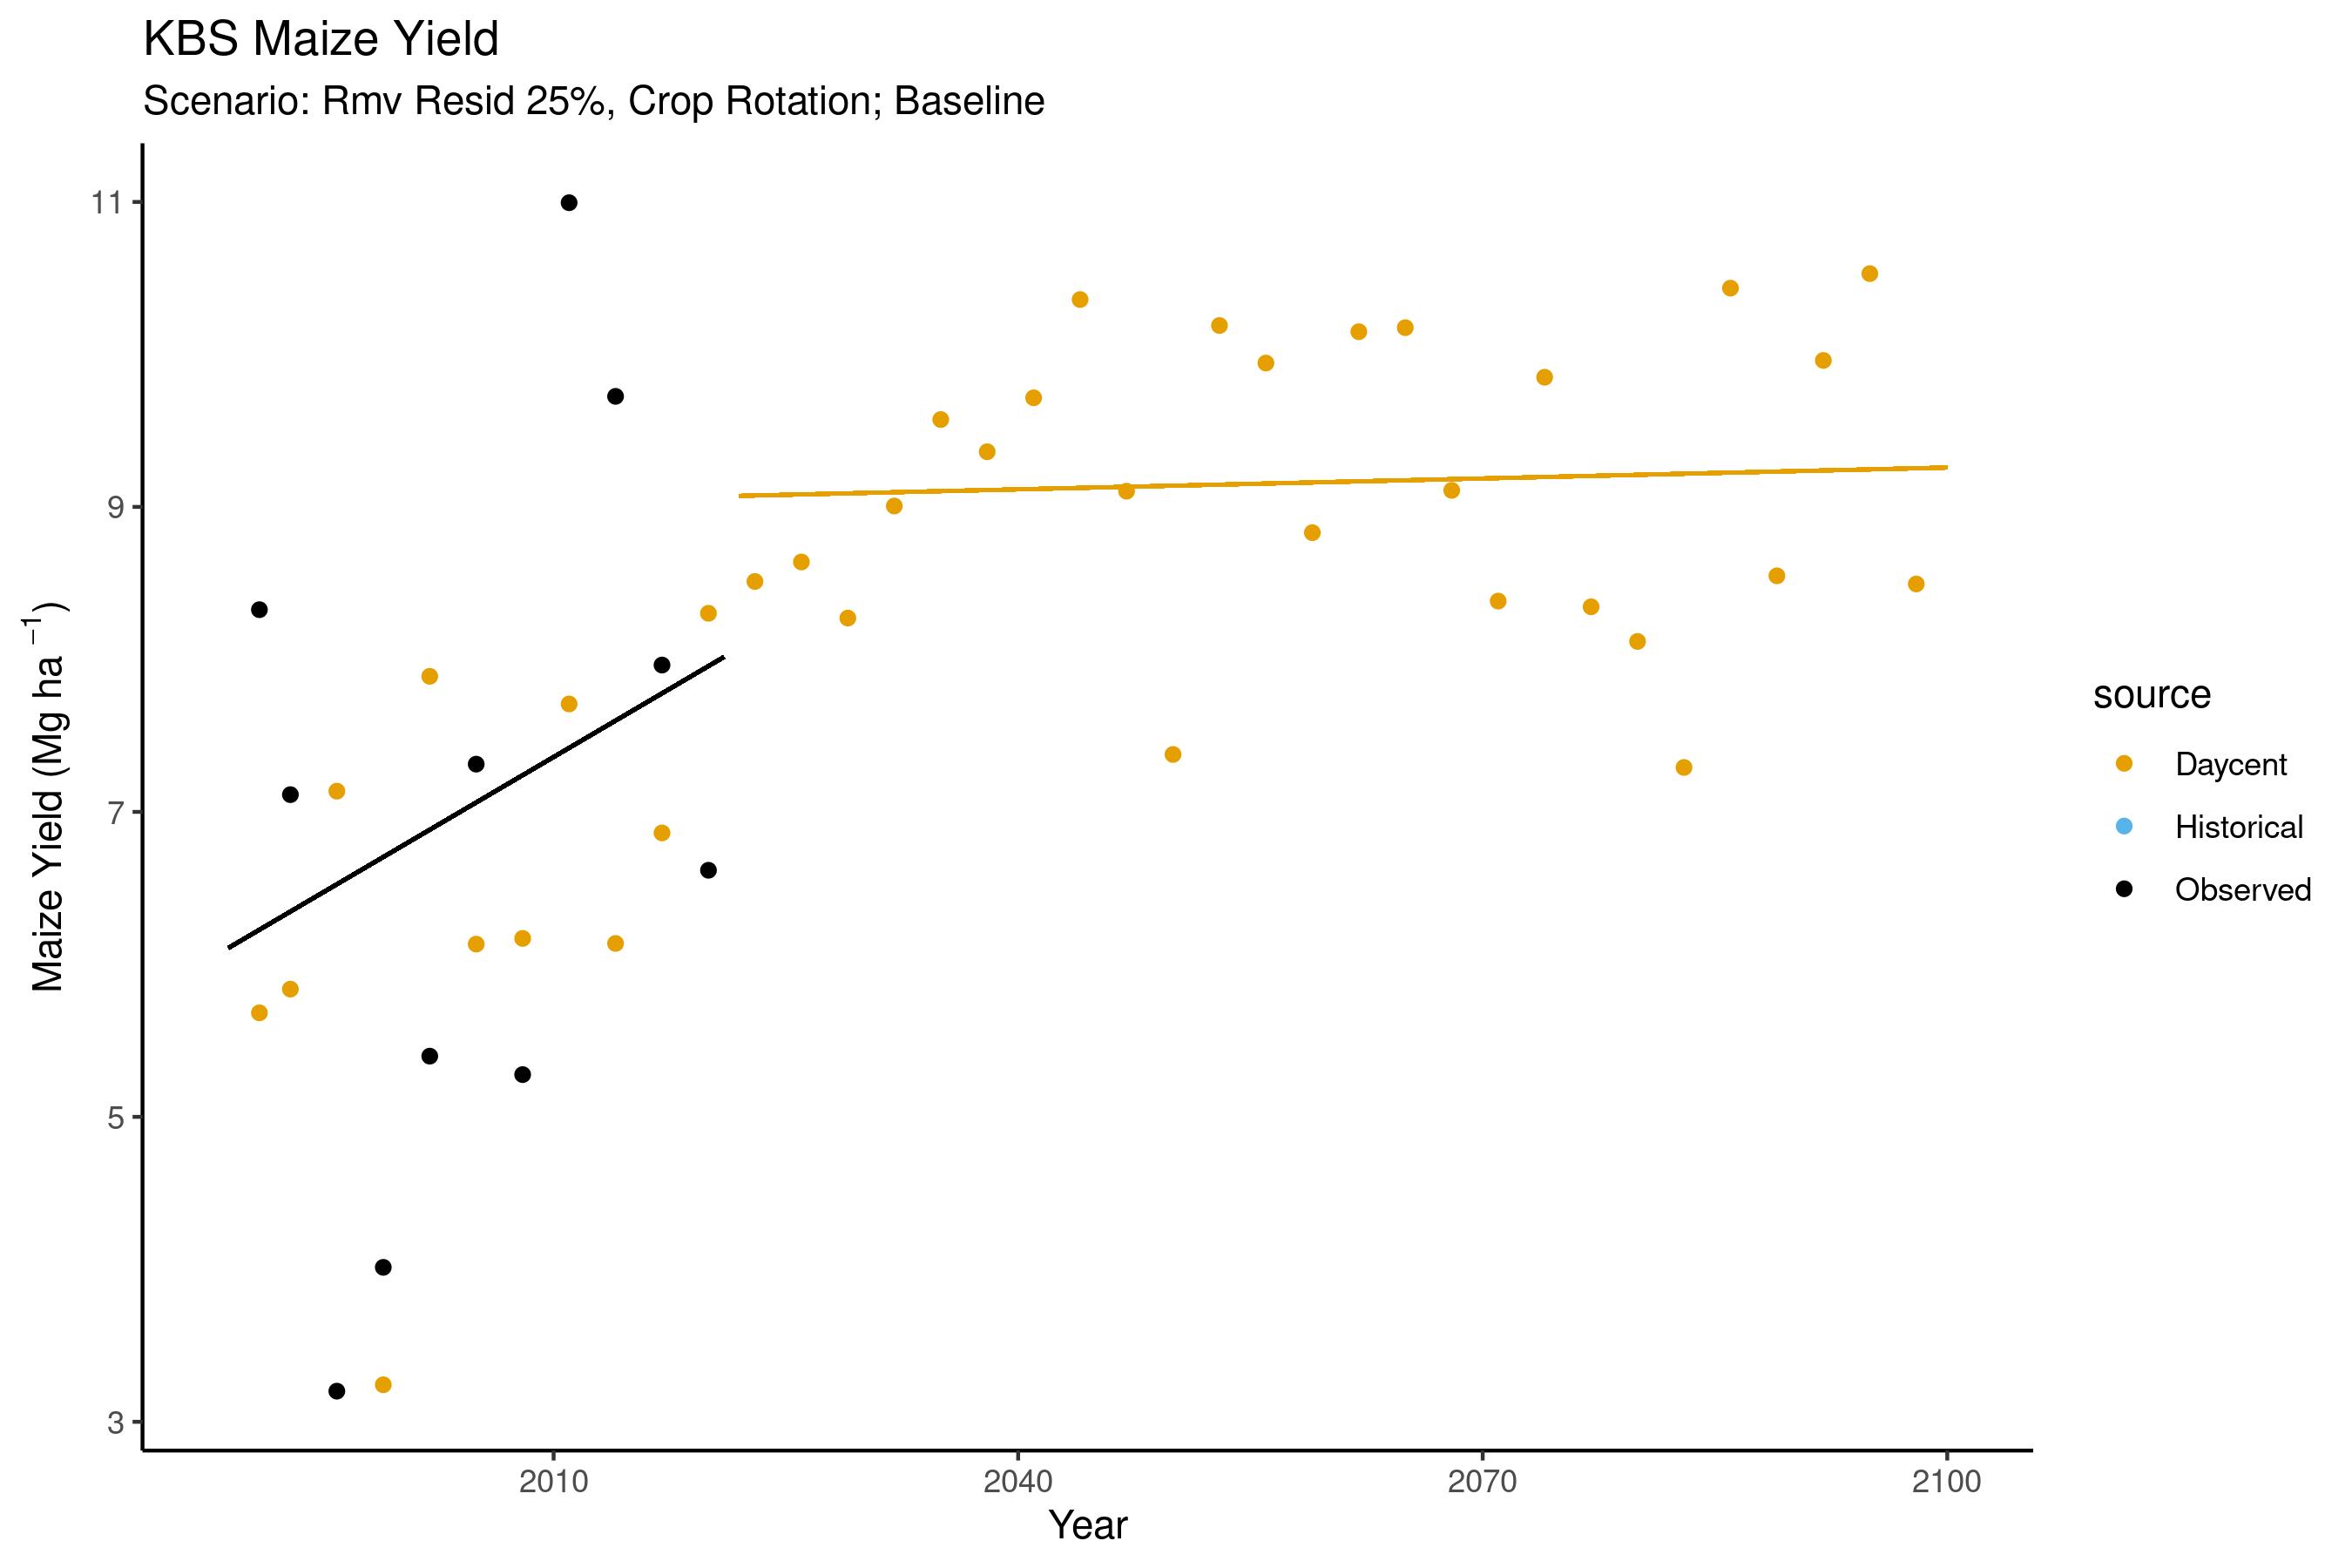 KBS Maize Yield
Scenario: Rmv Resid 25%, Crop Rotation; Baseline
Maize Yield (Mg ha⁻¹)
11
9
7
5
3
2010
2040
2070
2100
Year
source
Daycent
Historical
Observed